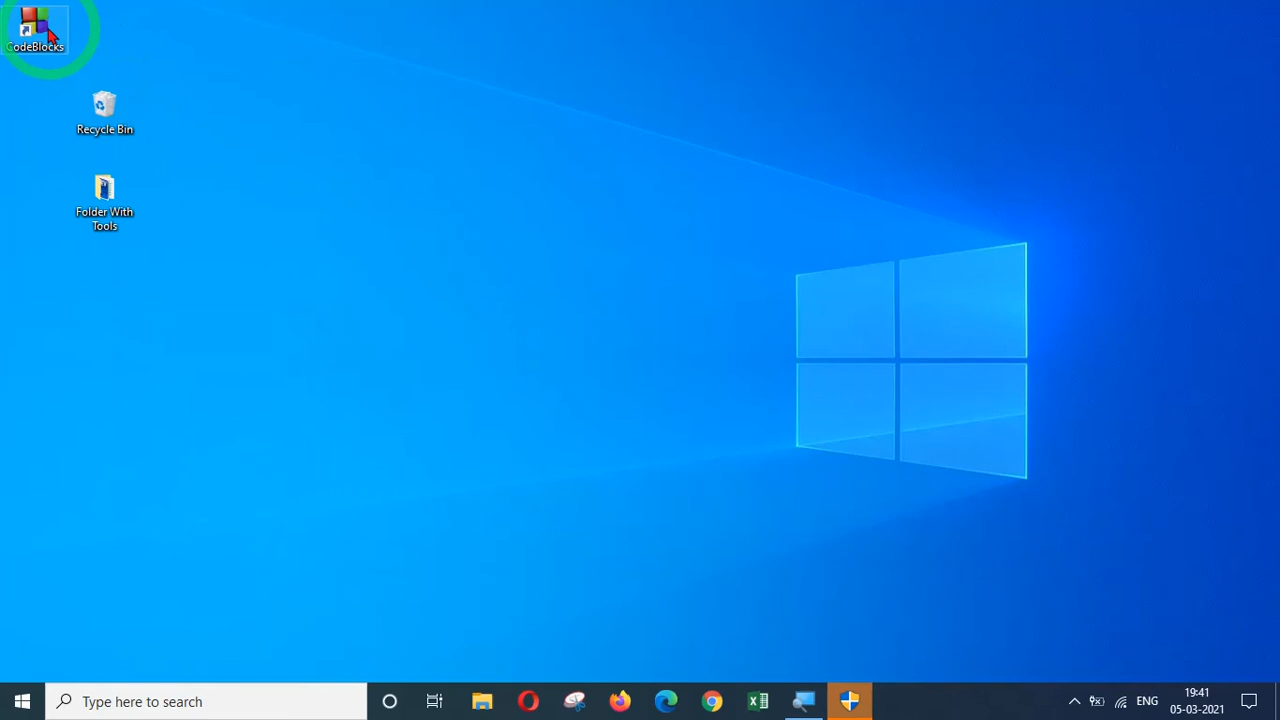 CodeBlocks
Recycle Bin
Folder With
Tools
Type here to search
ENG
19:41
05-03-2021